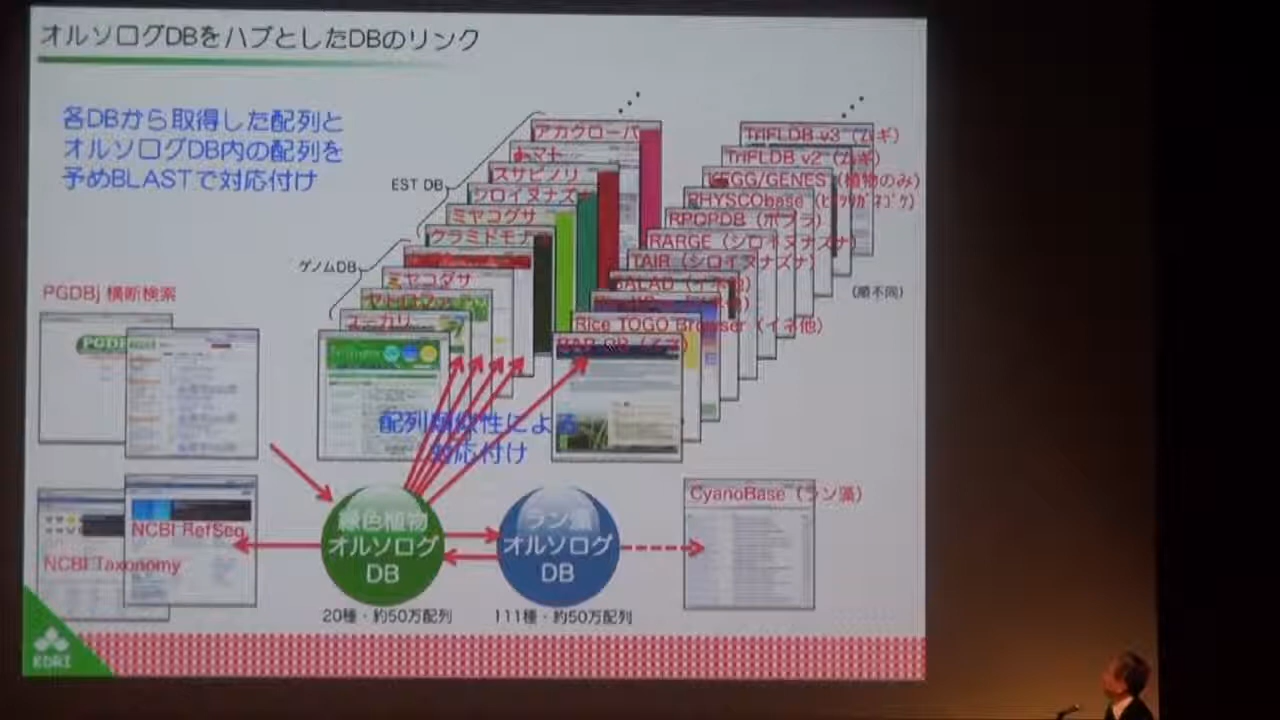 オルソログDBをハブとしたDBのリンク
各DBから取得した配列と
オルソログDB内の配列を
予めBLASTで対応付け
EST DB
アカクローバ
トマト
スサビノリ
シロイヌナズナ
ミヤコグサ
クラミドモナス
ゲノムDB
ミヤコグサ
ユーカリ
TriFLDB v3（ムギ）
TriFLDB v2（ムギ）
KEGG/GENES（植物のみ）
PHYSCObase（ヒメツリガネゴケ）
RPOPDB（ポプラ）
RARGE（シロイヌナズナ）
TAIR（シロイヌナズナ）
SALAD（イネ他）
Rice TOGO Browser（イネ他）
RAP-DB（イネ）
（順不同）
PGDBj 横断検索
配列類似性による
対応付け
NCBI RefSeq
NCBI Taxonomy
緑色植物
オルソログ
DB
20種・約50万配列
ラン藻
オルソログ
DB
111種・約50万配列
CyanoBase（ラン藻）
KDRI